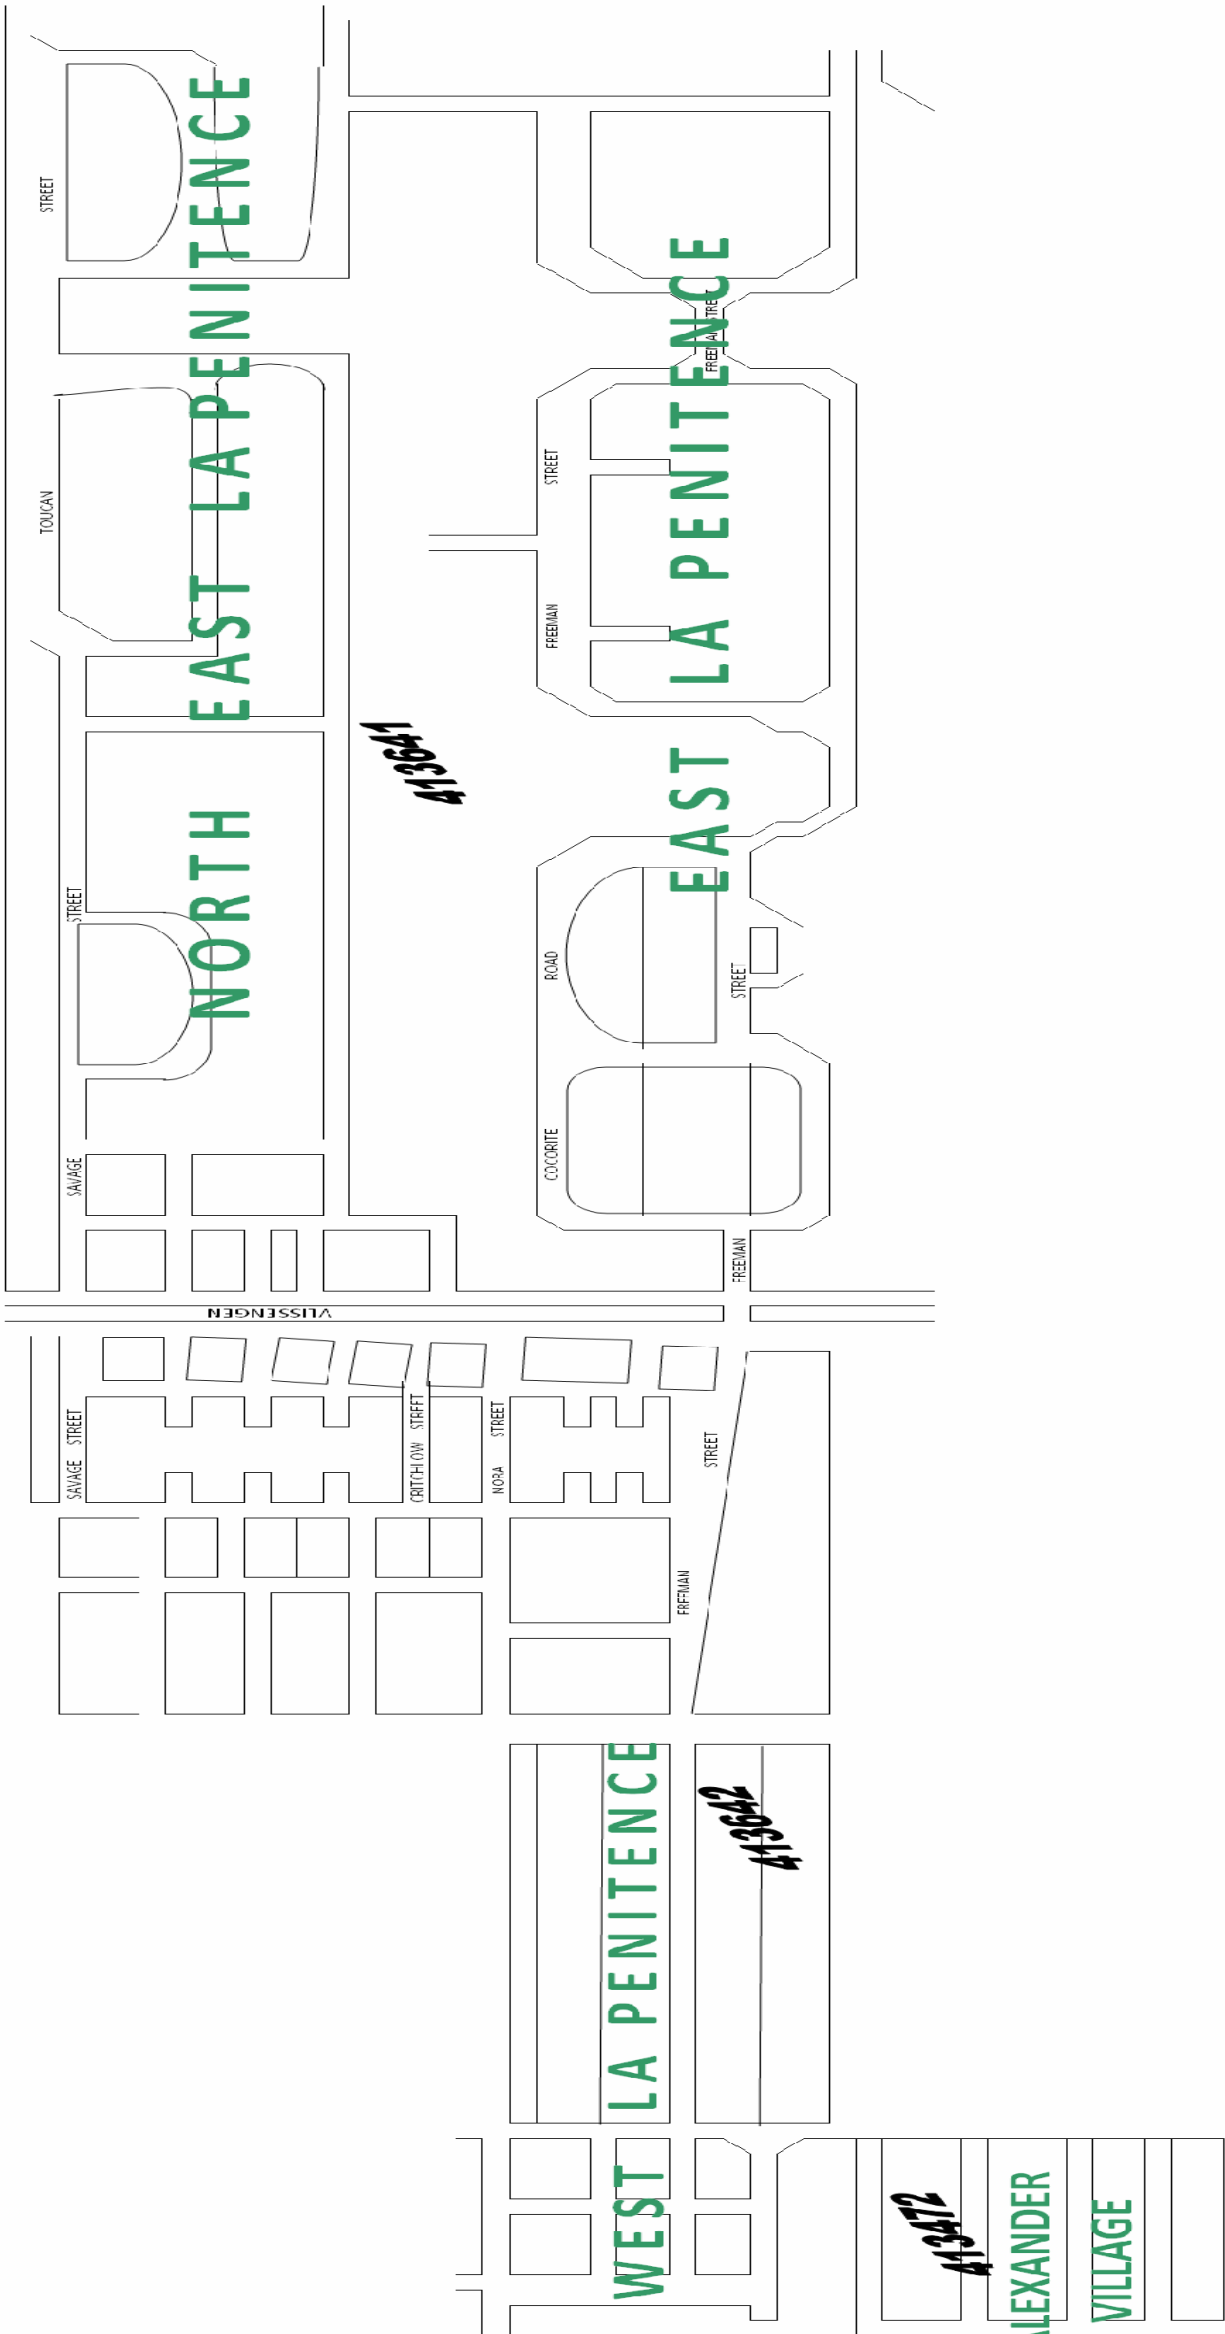 NORTH EAST LA PENITENCE
EAST LA PENITENCE
WEST LA PENITENCE
ALEXANDER
VILLAGE
413641
413642
413472
TOUCAN STREET
SAVAGE STREET
FREEMAN STREET
FREEMAN STREET
COCORITE ROAD
FREEMAN STREET
VLISSENGEN
SAVAGE STREET
CRITCHLOW STREET
NORA STREET
FREEMAN STREET